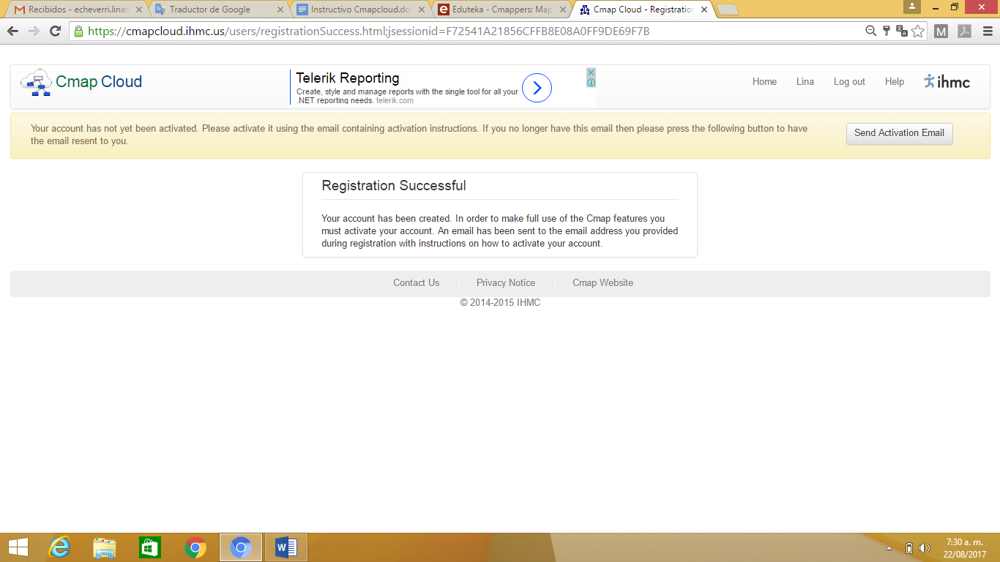 Recibidos - echeverri.linan
Traductor de Google
Instructivo Cmapcloud.do
Eduteka - Cmappers: Map
Cmap Cloud - Registration
https://cmapcloud.ihmc.us/users/registrationSuccess.html;jsessionid=F72541A21856CFFB8E08A0FF9DE69F7B
Cmap Cloud
Telerik Reporting
Create, style and manage reports with the single tool for all your
.NET reporting needs. telerik.com
Home
Lina
Log out
Help
ihmc
Your account has not yet been activated. Please activate it using the email containing activation instructions. If you no longer have this email then please press the following button to have
the email resent to you.
Send Activation Email
Registration Successful
Your account has been created. In order to make full use of the Cmap features you
must activate your account. An email has been sent to the email address you provided
during registration with instructions on how to activate your account.
Contact Us
Privacy Notice
Cmap Website
© 2014-2015 IHMC
7:30 a. m.
22/08/2017